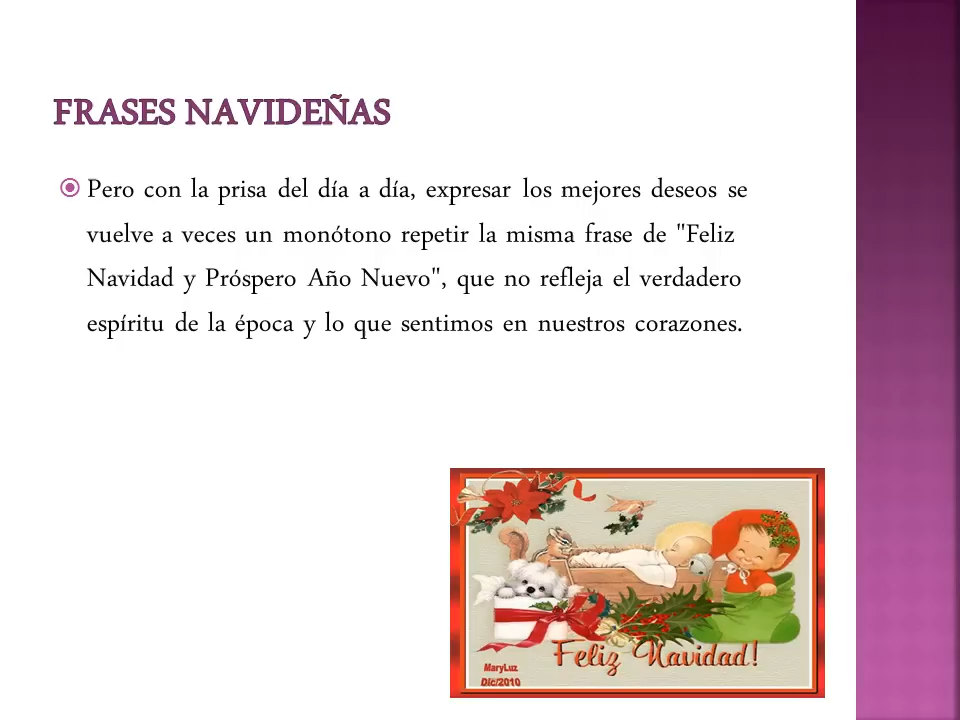 FRASES NAVIDEÑAS
Pero con la prisa del día a día, expresar los mejores deseos se
vuelve a veces un monótono repetir la misma frase de "Feliz
Navidad y Próspero Año Nuevo", que no refleja el verdadero
espíritu de la época y lo que sentimos en nuestros corazones.
Feliz Navidad!
MaryLuz
Dic/2010